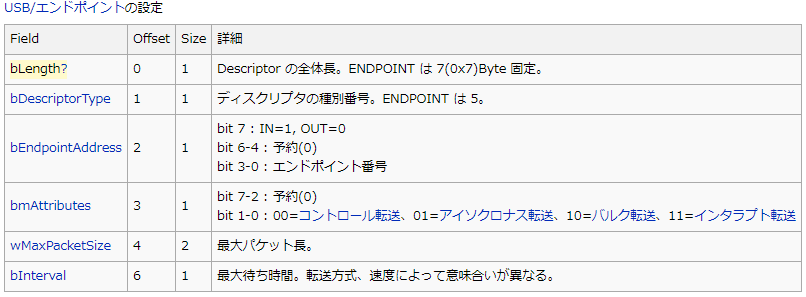 USB/エンドポイントの設定
Field Offset Size 詳細
bLength? 0 1 Descriptor の全体長。ENDPOINT は 7(0x7)Byte 固定。
bDescriptorType 1 1 ディスクリプタの種別番号。ENDPOINT は 5。
bEndpointAddress 2 1 bit 7 : IN=1, OUT=0
bit 6-4 : 予約(0)
bit 3-0 : エンドポイント番号
bmAttributes 3 1 bit 7-2 : 予約(0)
bit 1-0 : 00=コントロール転送、01=アイソクロナス転送、10=バルク転送、11=インタラプト転送
wMaxPacketSize 4 2 最大パケット長。
bInterval 6 1 最大待ち時間。転送方式、速度によって意味合いが異なる。